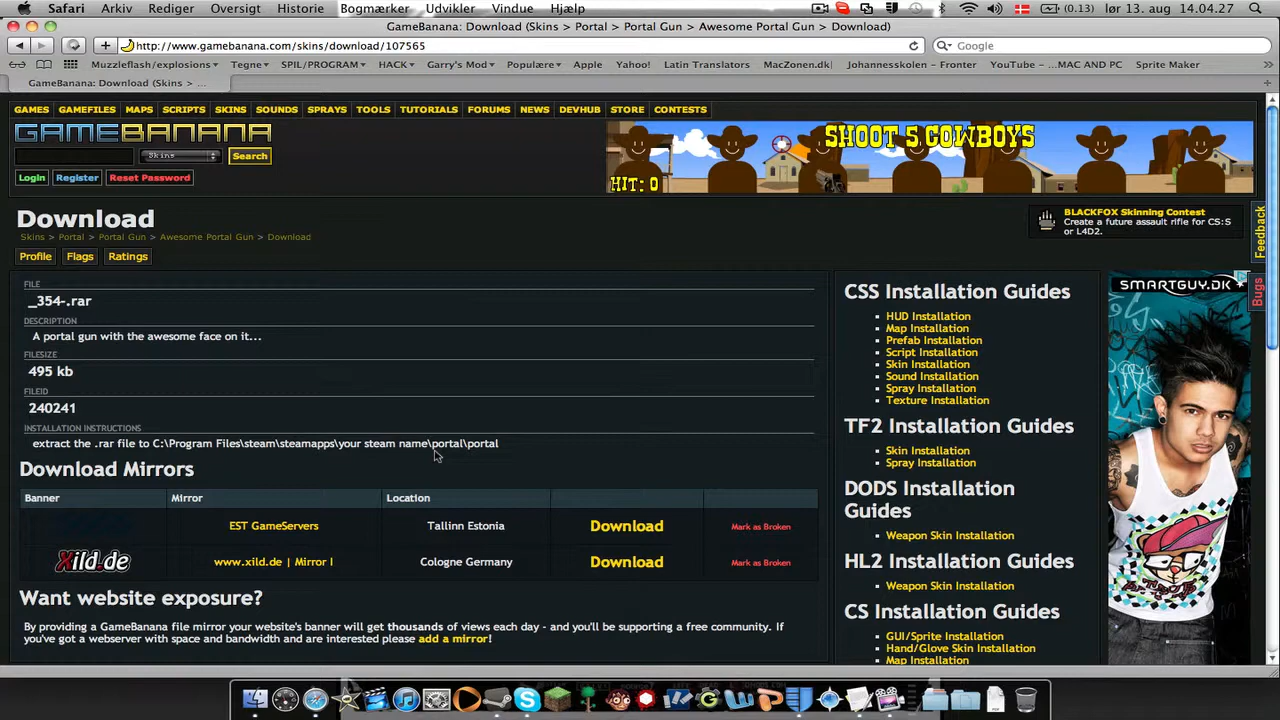 Safari Arkiv Rediger Oversigt Historie Bogmærker Udvikler Vindue Hjælp (0.13) lør 13. aug 14.04.27
GameBanana: Download (Skins > Portal > Portal Gun > Awesome Portal Gun > Download)
http://www.gamebanana.com/skins/download/107565 Google
Muzzleflash/explosions Tegne SPIL/PROGRAM HACK Garry's Mod Populære Apple Yahoo! Latin Translators MacZonen.dk Johannesskolen - Fronter YouTube - ...MAC AND PC Sprite Maker
GameBanana: Download (Skins > ...
GAMES GAMEFILES MAPS SCRIPTS SKINS SOUNDS SPRAYS TOOLS TUTORIALS FORUMS NEWS DEVHUB STORE CONTESTS
GAMEBANANA
SHOOT 5 COWBOYS
HIT: 0
Skins Search
Login Register Reset Password
Download
Skins > Portal > Portal Gun > Awesome Portal Gun > Download
Profile Flags Ratings
BLACKFOX Skinning Contest
Create a future assault rifle for CS:S
or L4D2.
Feedback
Bugs
FILE
_354-.rar
DESCRIPTION
A portal gun with the awesome face on it...
FILESIZE
495 kb
FILEID
240241
INSTALLATION INSTRUCTIONS
extract the .rar file to C:\Program Files\steam\steamapps\your steam name\portal\portal
Download Mirrors
Banner Mirror Location
EST GameServers Tallinn Estonia Download Mark as Broken
Xild.de www.xild.de | Mirror I Cologne Germany Download Mark as Broken
Want website exposure?
By providing a GameBanana file mirror your website's banner will get thousands of views each day - and you'll be supporting a free community. If
you've got a webserver with space and bandwidth and are interested please add a mirror!
CSS Installation Guides
HUD Installation
Map Installation
Prefab Installation
Script Installation
Skin Installation
Sound Installation
Spray Installation
Texture Installation
TF2 Installation Guides
Skin Installation
Spray Installation
DODS Installation
Guides
Weapon Skin Installation
HL2 Installation Guides
Weapon Skin Installation
CS Installation Guides
GUI/Sprite Installation
Hand/Glove Skin Installation
Map Installation
SMARTGUY.DK